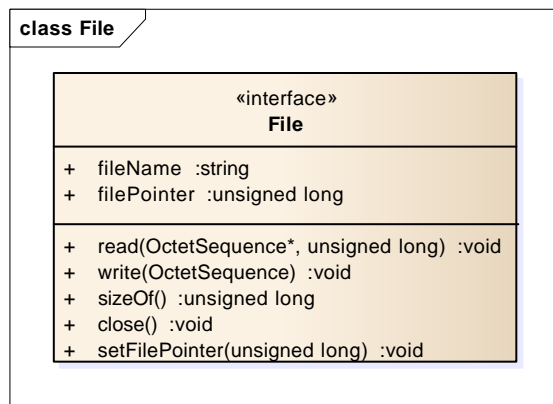 class File
«interface»
File
+ fileName :string
+ filePointer :unsigned long
+ read(OctetSequence*, unsigned long) :void
+ write(OctetSequence) :void
+ sizeOf() :unsigned long
+ close() :void
+ setFilePointer(unsigned long) :void